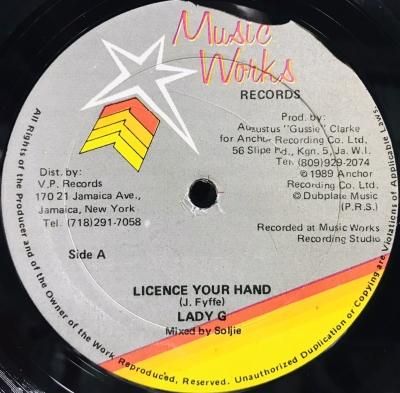 Music
Works
RECORDS
Prod. by:
Augustus "Gussie" Clarke
for Anchor Recording Co. Ltd.,
56 Slipe Rd., Kgn. 5, Ja. W.I.
Tel. (809)929-2074
© 1989 Anchor
Recording Co. Ltd.
© Dubplate Music
(P.R.S.)
Recorded at Music Works
Recording Studio
Dist. by:
V.P. Records
170 21 Jamaica Ave.,
Jamaica, New York
Tel. (718)291-7058
Side A
LICENCE YOUR HAND
(J. Fyffe)
LADY G
Mixed by Soljie
All Rights of the Producer and of the Owner of the Work Reproduced, Reserved. Unauthorized Duplication or Copying are Violations of Applicable Laws.